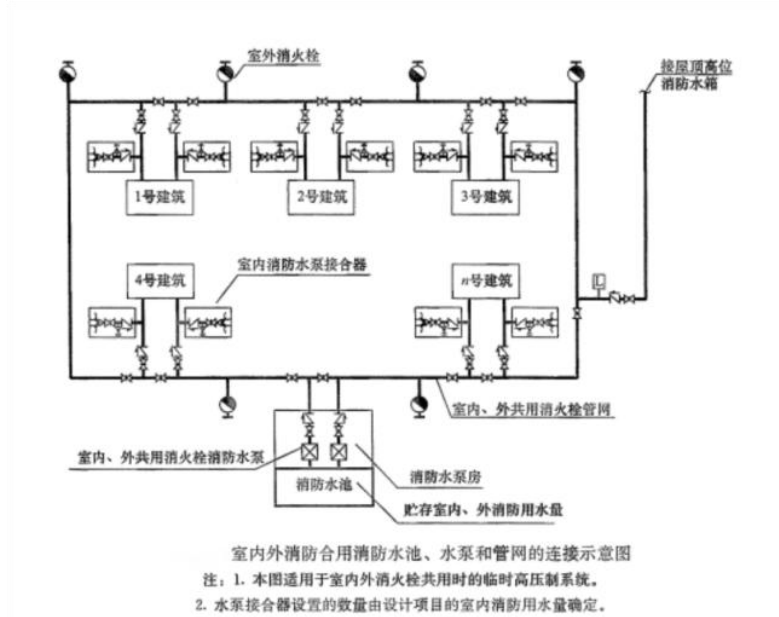 室外消火栓
接屋顶高位
消防水箱
1号建筑
2号建筑
3号建筑
4号建筑
室内消防水泵接合器
n号建筑
L
室内、外共用消火栓管网
室内、外共用消火栓消防水泵
消防水泵房
消防水池
贮存室内、外消防用水量
室内外消防合用消防水池、水泵和管网的连接示意图
注：1. 本图适用于室内外消火栓共用时的临时高压制系统。
2. 水泵接合器设置的数量由设计项目的室内消防用水量确定。